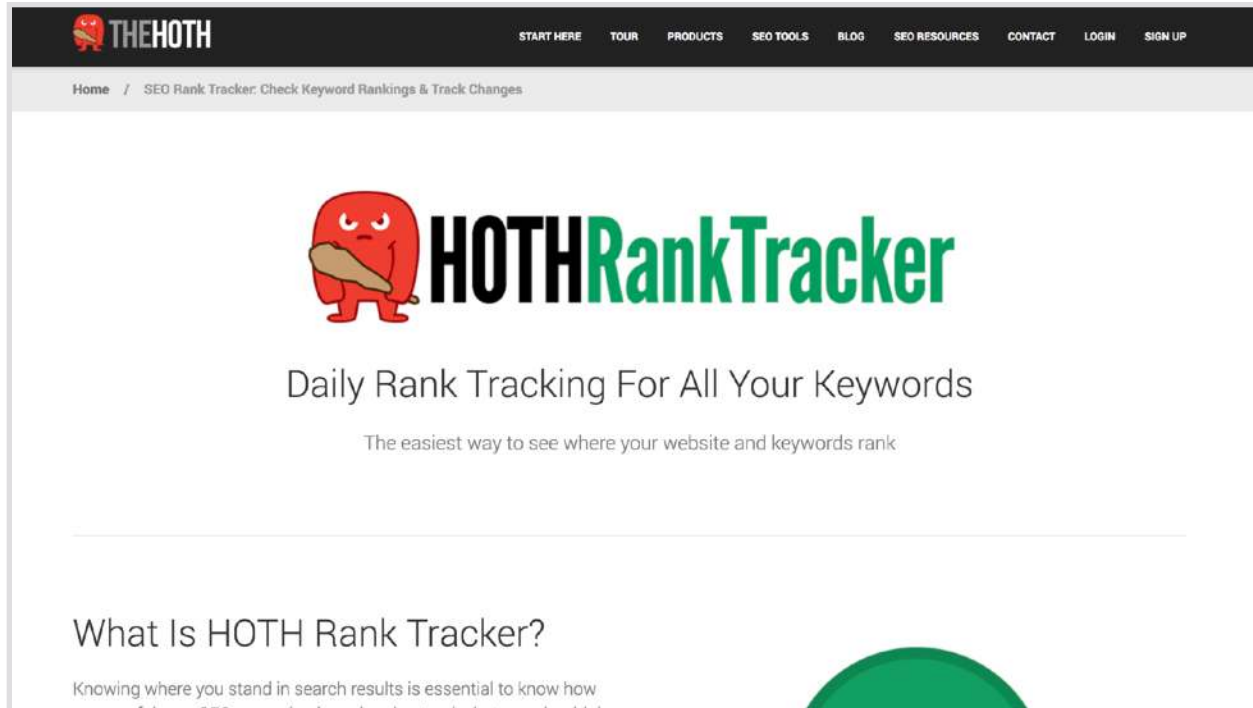 THEHOTH
START HERE TOUR PRODUCTS SEO TOOLS BLOG SEO RESOURCES CONTACT LOGIN SIGN UP
Home / SEO Rank Tracker: Check Keyword Rankings & Track Changes
HOTHRankTracker
Daily Rank Tracking For All Your Keywords
The easiest way to see where your website and keywords rank
What Is HOTH Rank Tracker?
Knowing where you stand in search results is essential to know how